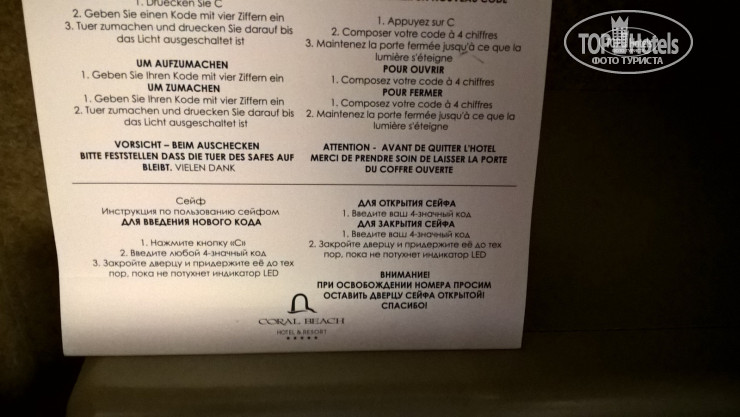 1. Druecken Sie C
2. Geben Sie einen Kode mit vier Ziffern ein
3. Tuer zumachen und druecken Sie darauf bis
das Licht ausgeschaltet ist
UM AUFZUMACHEN
1. Geben Sie Ihren Kode mit vier Ziffern ein
UM ZUMACHEN
1. Geben Sie Ihren Kode mit vier Ziffern ein
2. Tuer zumachen und druecken Sie darauf bis
das Licht ausgeschaltet ist
VORSICHT – BEIM AUSCHECKEN
BITTE FESTSTELLEN DASS DIE TUER DES SAFES AUF
BLEIBT. VIELEN DANK
NOUVEAU CODE
1. Appuyez sur C
2. Composer votre code à 4 chiffres
3. Maintenez la porte fermée jusqu'à ce que la
lumière s'éteigne
POUR OUVRIR
1. Composez votre code à 4 chiffres
POUR FERMER
1. Composez votre code à 4 chiffres
2. Maintenez la porte fermée jusqu'à ce que la
lumière s'éteigne
ATTENTION - AVANT DE QUITTER L'HOTEL
MERCI DE PRENDRE SOIN DE LAISSER LA PORTE
DU COFFRE OUVERTE
Сейф
Инструкция по пользованию сейфом
ДЛЯ ВВЕДЕНИЯ НОВОГО КОДА
1. Нажмите кнопку «С»
2. Введите любой 4-значный код
3. Закройте дверцу и придержите её до тех
пор, пока не потухнет индикатор LED
ДЛЯ ОТКРЫТИЯ СЕЙФА
1. Введите ваш 4-значный код
ДЛЯ ЗАКРЫТИЯ СЕЙФА
1. Введите ваш 4-значный код
2. Закройте дверцу и придержите её до тех
пор, пока не потухнет индикатор LED
ВНИМАНИЕ!
ПРИ ОСВОБОЖДЕНИИ НОМЕРА ПРОСИМ
ОСТАВИТЬ ДВЕРЦУ СЕЙФА ОТКРЫТОЙ!
СПАСИБО!
CORAL BEACH
HOTEL & RESORT
TOP Hotels
ФОТО ТУРИСТА